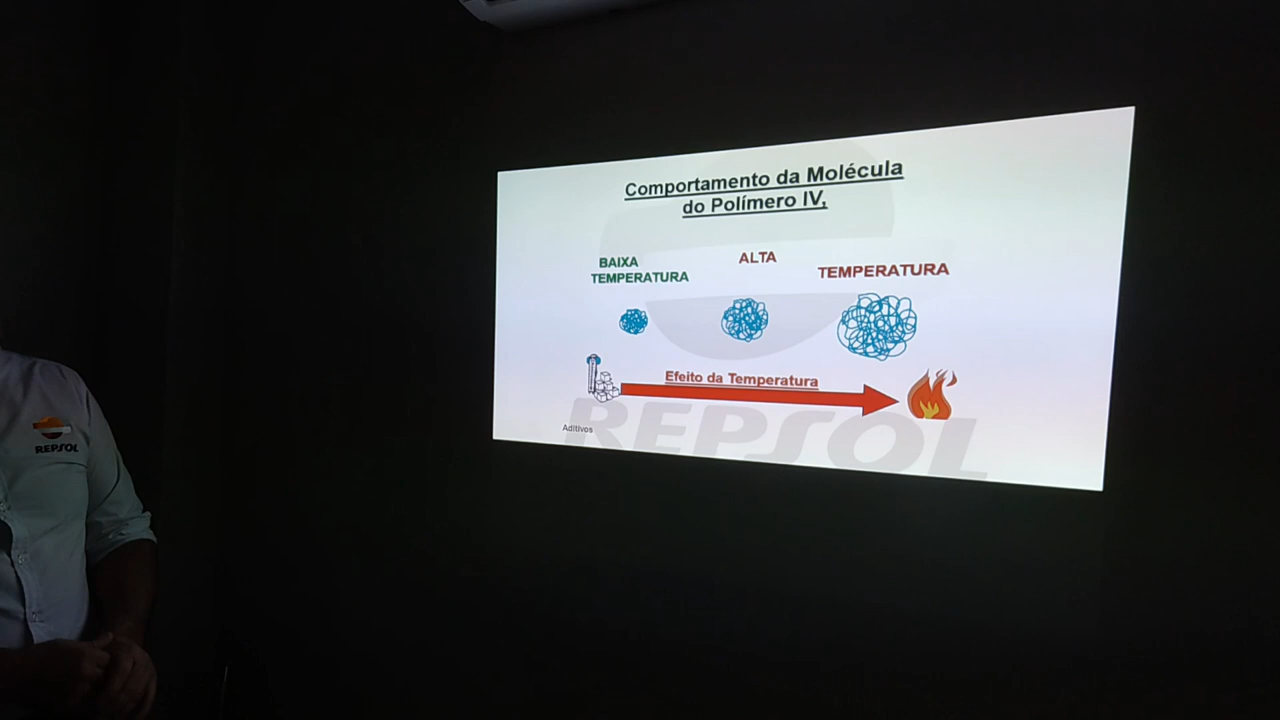 Comportamento da Molécula
do Polímero IV,
BAIXA
TEMPERATURA
ALTA
TEMPERATURA
Efeito da Temperatura
Aditivos
REPSOL
REPSOL